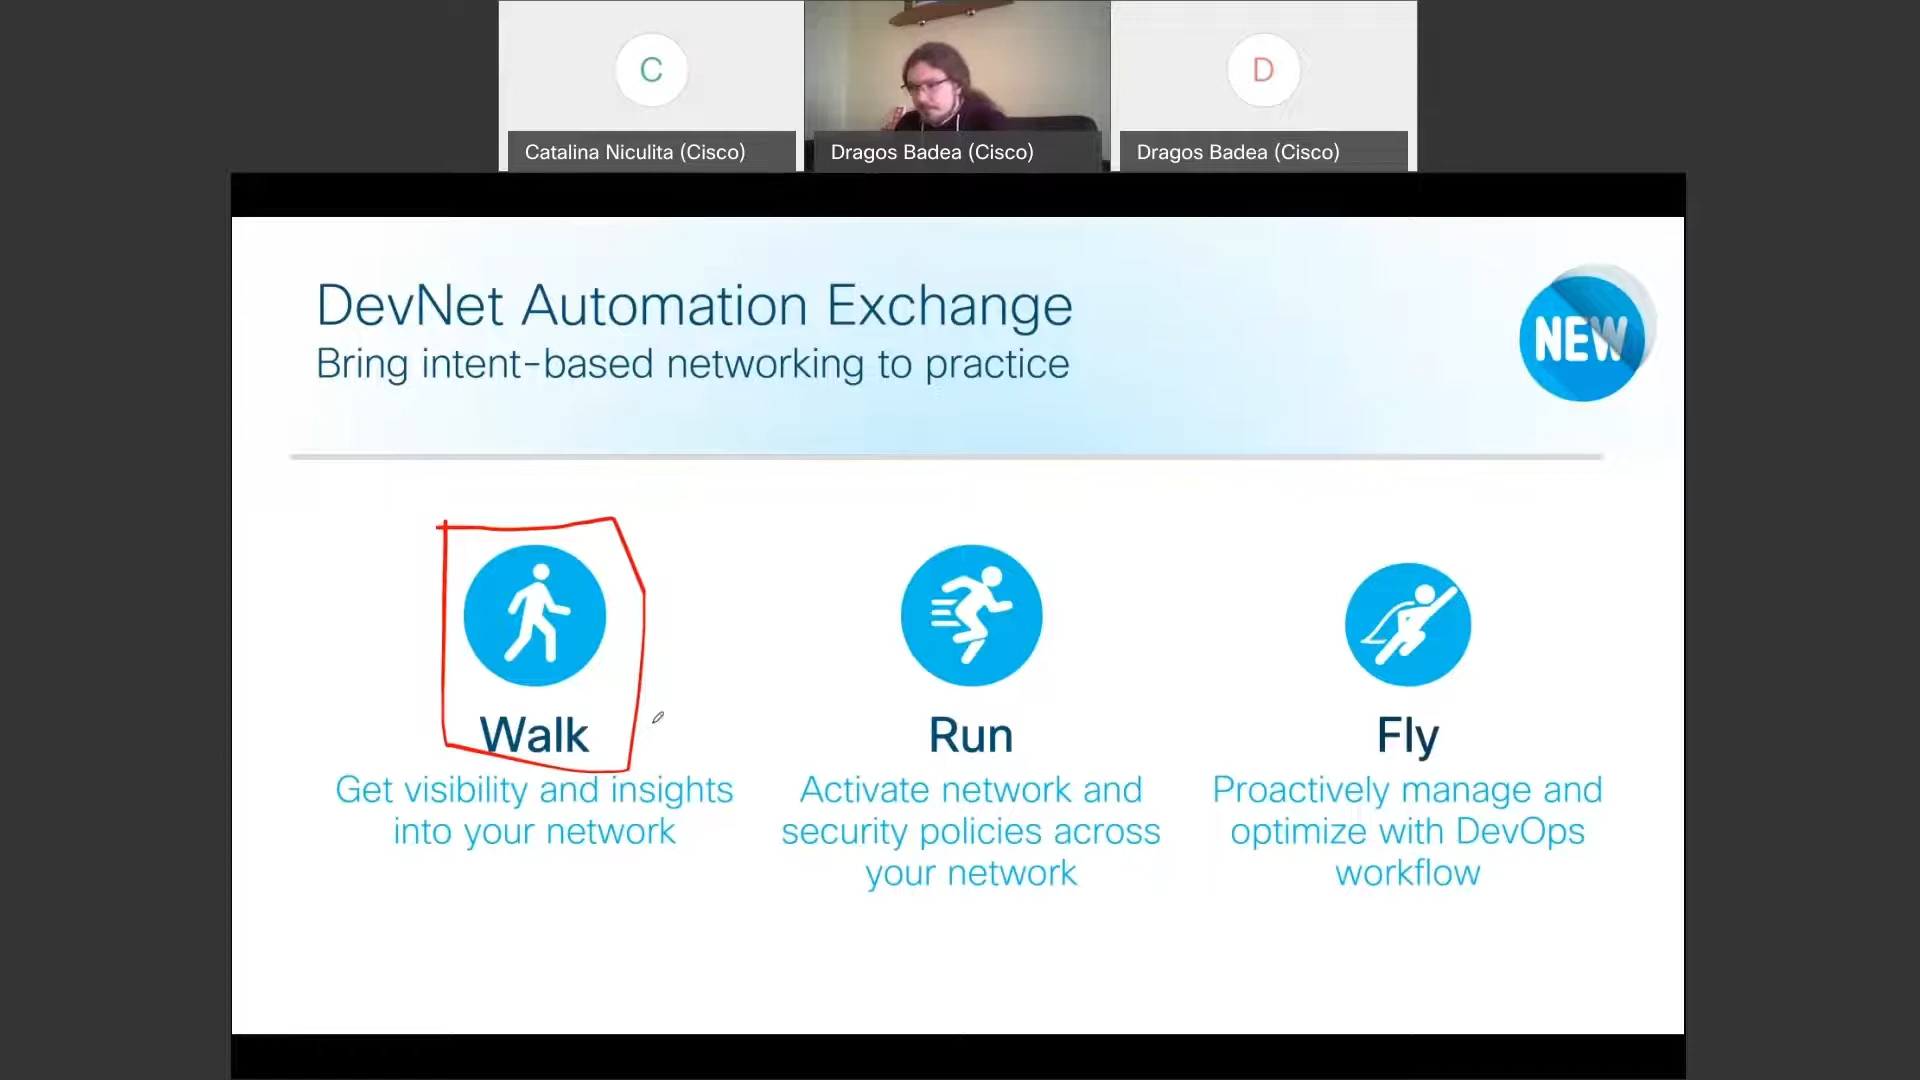 C
D
Catalina Niculita (Cisco)
Dragos Badea (Cisco)
Dragos Badea (Cisco)
DevNet Automation Exchange
Bring intent-based networking to practice
NEW
Walk
Get visibility and insights
into your network
Run
Activate network and
security policies across
your network
Fly
Proactively manage and
optimize with DevOps
workflow